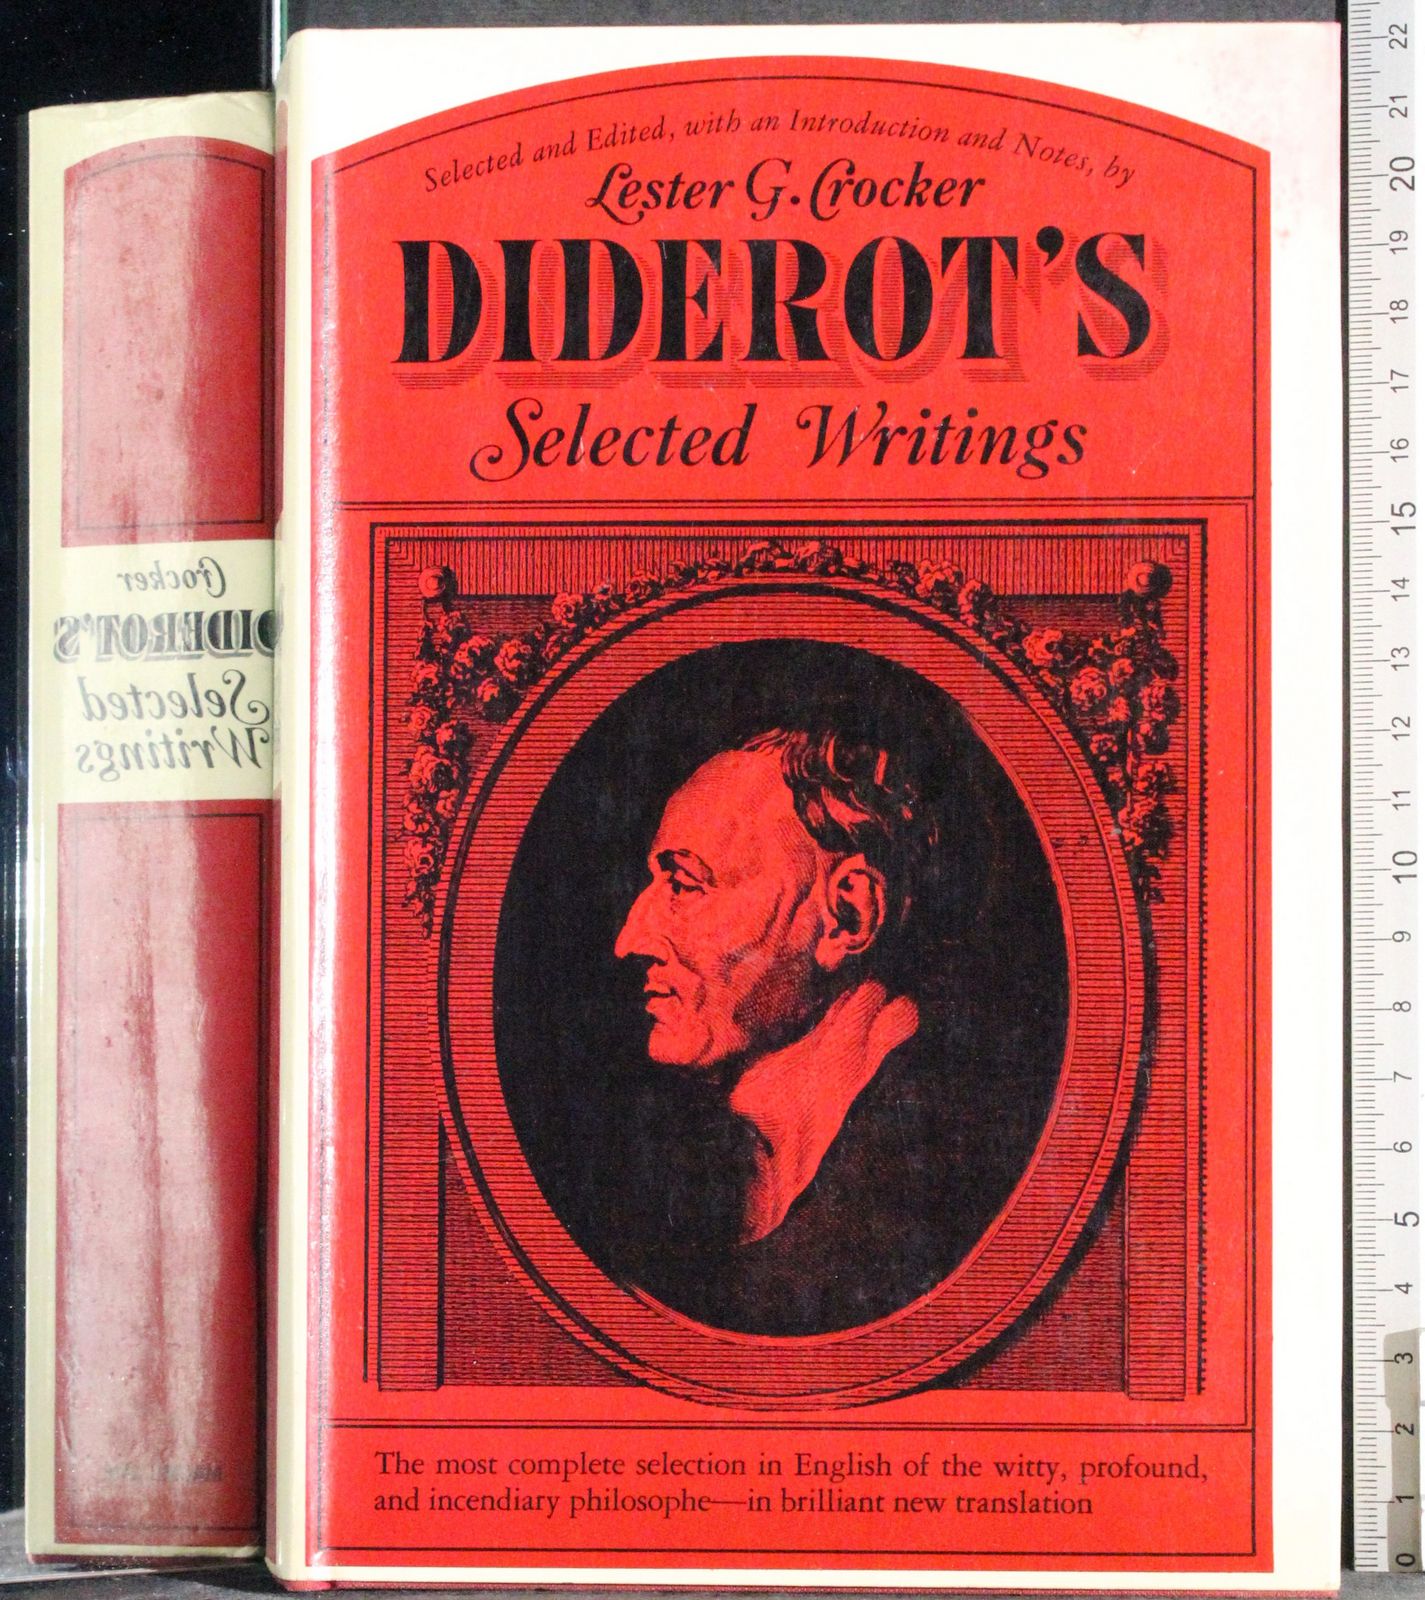 Selected and Edited, with an Introduction and Notes, by
Lester G. Crocker
DIDEROT'S
Selected Writings
The most complete selection in English of the witty, profound,
and incendiary philosophe—in brilliant new translation
Crocker
DIDEROT'S
Selected
Writings
22
21
20
19
18
17
16
15
14
13
12
11
10
9
8
7
6
5
4
3
2
1
0